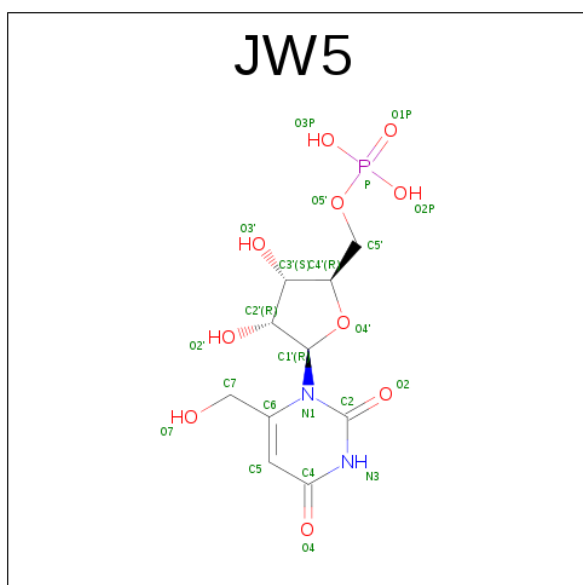 JW5
O3P
O1P
HO
O
P
P
OH
O2P
O5'
O
O3'
HO
C5'
C3'(S)
C4'(R)
C2'(R)
O
O4'
HO
O2'
C1'(R)
C7
N
N1
O2
O
C6
C2
HO
O7
NH
N3
C5
C4
O
O4